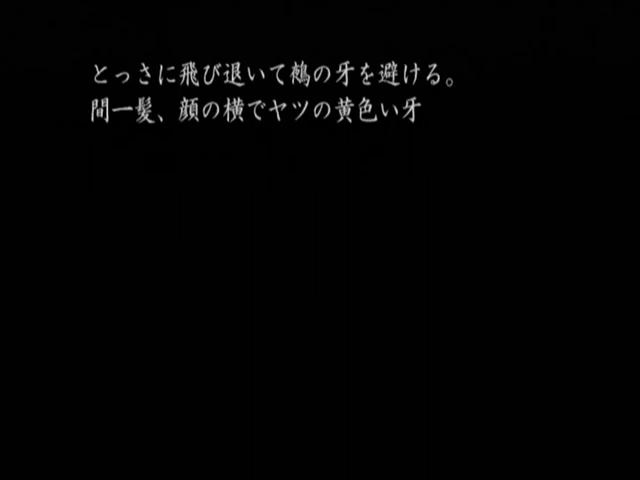 とっさに飛び退いて鵺の牙を避ける。
間一髪、顔の横でヤツの黄色い牙